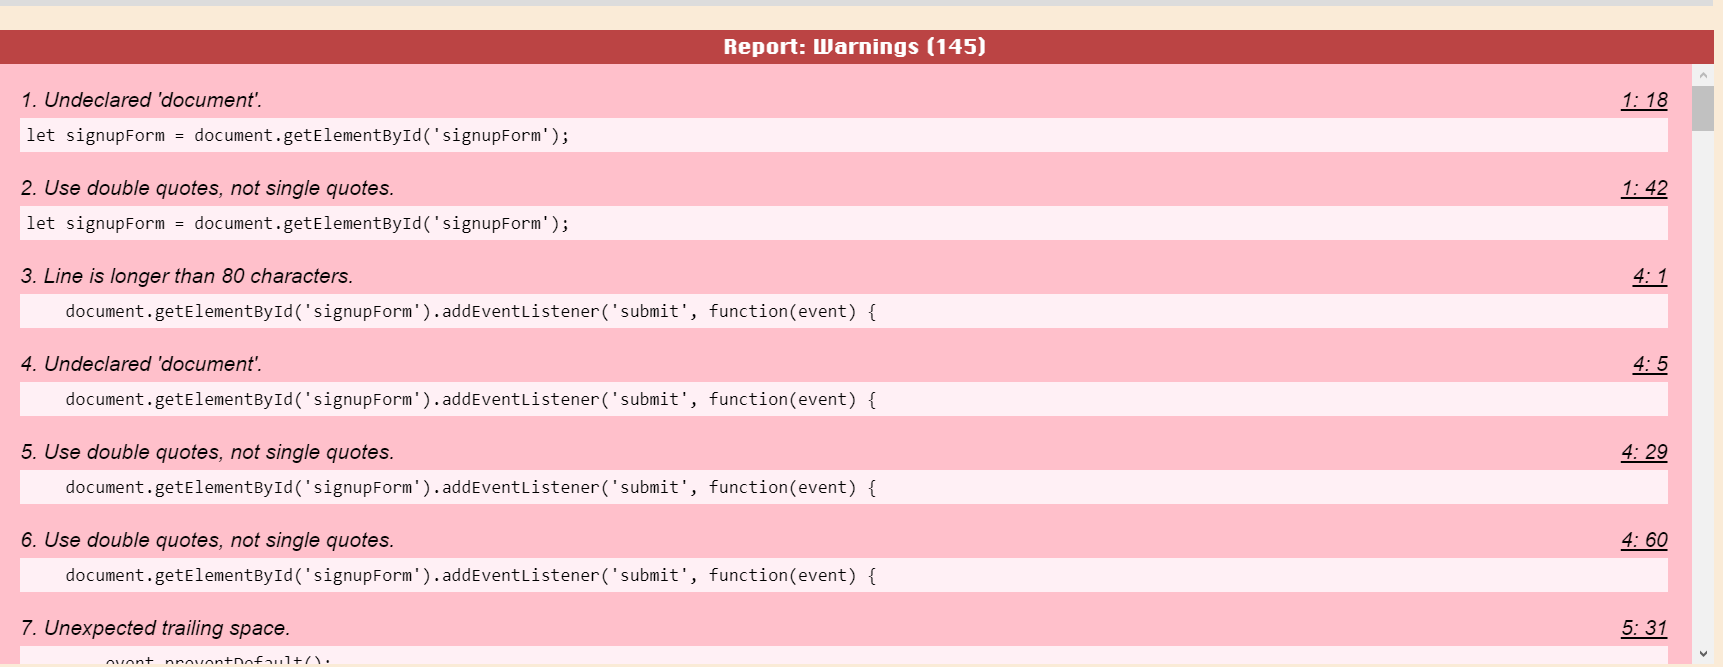 Report: Warnings (145)
1. Undeclared 'document'. 1: 18
let signupForm = document.getElementById('signupForm');
2. Use double quotes, not single quotes. 1: 42
let signupForm = document.getElementById('signupForm');
3. Line is longer than 80 characters. 4: 1
document.getElementById('signupForm').addEventListener('submit', function(event) {
4. Undeclared 'document'. 4: 5
document.getElementById('signupForm').addEventListener('submit', function(event) {
5. Use double quotes, not single quotes. 4: 29
document.getElementById('signupForm').addEventListener('submit', function(event) {
6. Use double quotes, not single quotes. 4: 60
document.getElementById('signupForm').addEventListener('submit', function(event) {
7. Unexpected trailing space. 5: 31
event.preventDefault();